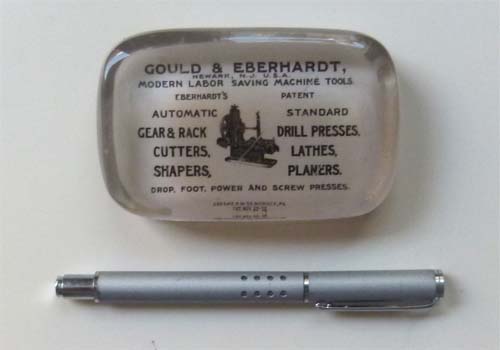 GOULD & EBERHARDT,
NEWARK, N.J. U.S.A.
MODERN LABOR SAVING MACHINE TOOLS.
EBERHARDT'S PATENT
AUTOMATIC STANDARD
GEAR & RACK DRILL PRESSES,
CUTTERS, LATHES,
SHAPERS, PLANERS.
DROP, FOOT, POWER AND SCREW PRESSES.